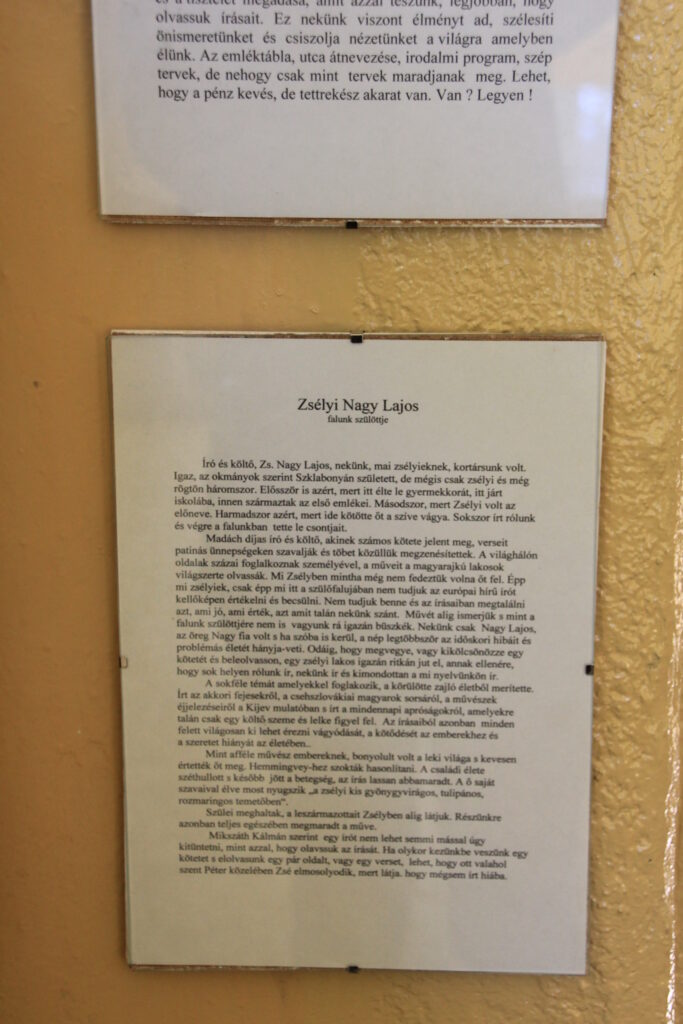 és a tisztelet megadása, amit azzal teszünk, legjobban, hogy
olvassuk írásait. Ez nekünk viszont élményt ad, szélesíti
önismeretünket és csiszolja nézetünket a világra amelyben
élünk. Az emléktábla, utca átnevezése, irodalmi program, szép
tervek, de nehogy csak mint tervek maradjanak meg. Lehet,
hogy a pénz kevés, de tettrekész akarat van. Van ? Legyen !
Zsélyi Nagy Lajos
falunk szülöttje
Író és költő, Zs. Nagy Lajos, nekünk, mai zsélyieknek, kortársunk volt.
Igaz, az okmányok szerint Szklabonyán született, de mégis csak zsélyi és még
rögtön háromszor. Elősször is azért, mert itt élte le gyermekkorát, itt járt
iskolába, innen származtak az első emlékei. Másodszor, mert Zsélyi volt az
előneve. Harmadszor azért, mert ide kötötte őt a szíve vágya. Sokszor írt rólunk
és végre a falunkban tette le csontjait.
Madách díjas író és költő, akinek számos kötete jelent meg, verseit
patinás ünnepségeken szavalják és többet közüllük megzenésítettek. A világhálón
oldalak százai foglalkoznak személyével, a műveit a magyarajkú lakosok
világszerte olvassák. Mi Zsélyben mintha még nem fedeztük volna őt fel. Épp
mi zsélyiek, csak épp mi itt a szülőfalujában nem tudjuk az európai hírű írót
kellőképen értékelni és becsülni. Nem tudjuk benne és az írásaiban megtalálni
azt, ami jó, ami érték, azt amit talán nekünk szánt. Művét alig ismerjük s mint a
falunk szülöttjére nem is vagyunk rá igazán büszkék. Nekünk csak Nagy Lajos,
az öreg Nagy fia volt s ha szóba is kerül, a nép legtöbbször az időskori hibáit és
problémás életét hányja-veti. Odáig, hogy megvegye, vagy kikölcsönözze egy
kötetét és beleolvasson, egy zsélyi lakos igazán ritkán jut el, annak ellenére,
hogy sok helyen rólunk ír, nekünk ír és kimondottan a mi nyelvünkön ír.
A sokféle témát amelyekkel foglakozik, a körülötte zajló életből merítette.
Írt az akkori fejesekről, a csehszlovákiai magyarok sorsáról, a művészek
éjjelezéseiről a Kijev mulatóban s írt a mindennapi apróságokról, amelyekre
talán csak egy költő szeme és lelke figyel fel. Az írásaiból azonban minden
felett világosan ki lehet érezni vágyódását, a kötődését az emberekhez és
a szeretet hiányát az életében..
Mint afféle művész embereknek, bonyolult volt a leki világa s kevesen
értették őt meg. Hemmingvey-hez szokták hasonlítani. A családi élete
széthullott s később jött a betegség, az írás lassan abbamaradt. A ő saját
szavaival élve most nyugszik „a zsélyi kis gyöngyvirágos, tulipános,
rozmaringos temetőben".
Szülei meghaltak, a leszármazottait Zsélyben alig látjuk. Részünkre
azonban teljes egészében megmaradt a műve.
Mikszáth Kálmán szerint egy írót nem lehet semmi mással úgy
kitüntetni, mint azzal, hogy olavssuk az írását. Ha olykor kezünkbe veszünk egy
kötetet s elolvasunk egy pár oldalt, vagy egy verset, lehet, hogy ott valahol
szent Péter közelében Zsé elmosolyodik, mert látja. hogy mégsem írt hiába.